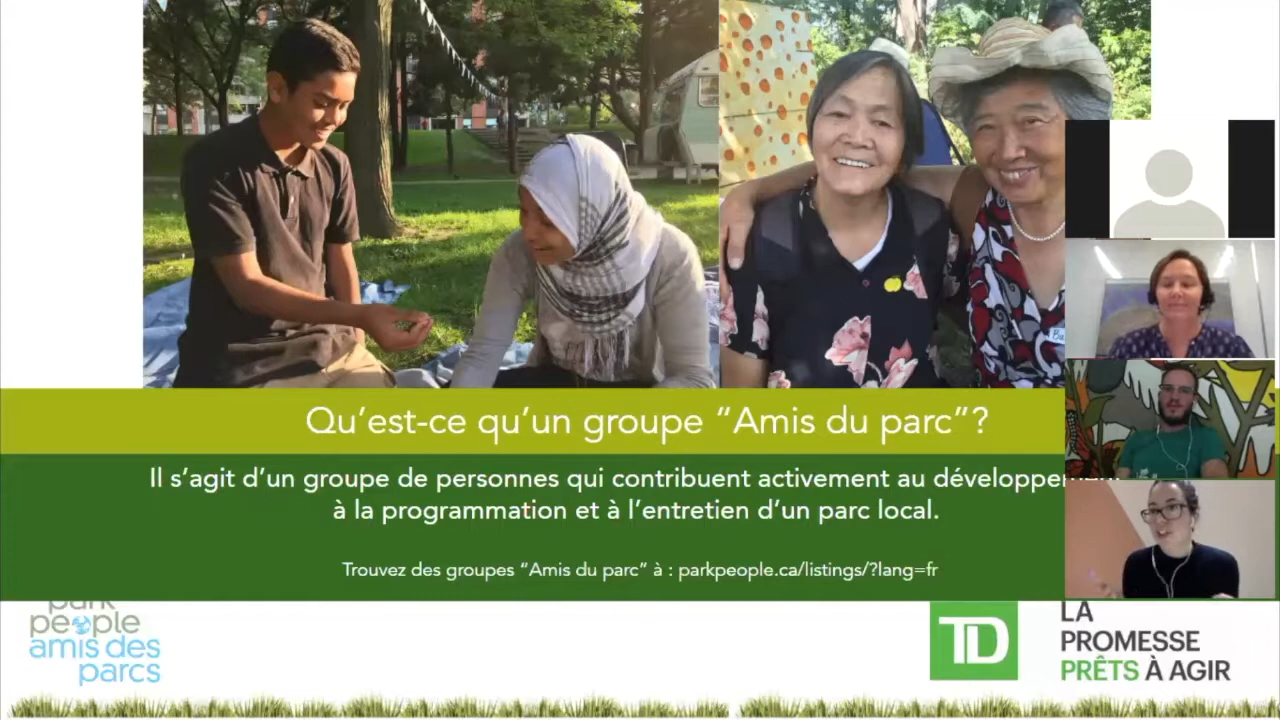 Qu'est-ce qu'un groupe “Amis du parc”?
Il s'agit d'un groupe de personnes qui contribuent activement au développement
à la programmation et à l'entretien d'un parc local.
Trouvez des groupes “Amis du parc” à : parkpeople.ca/listings/?lang=fr
park
people
amis des
parcs
TD
LA
PROMESSE
PRÊTS À AGIR